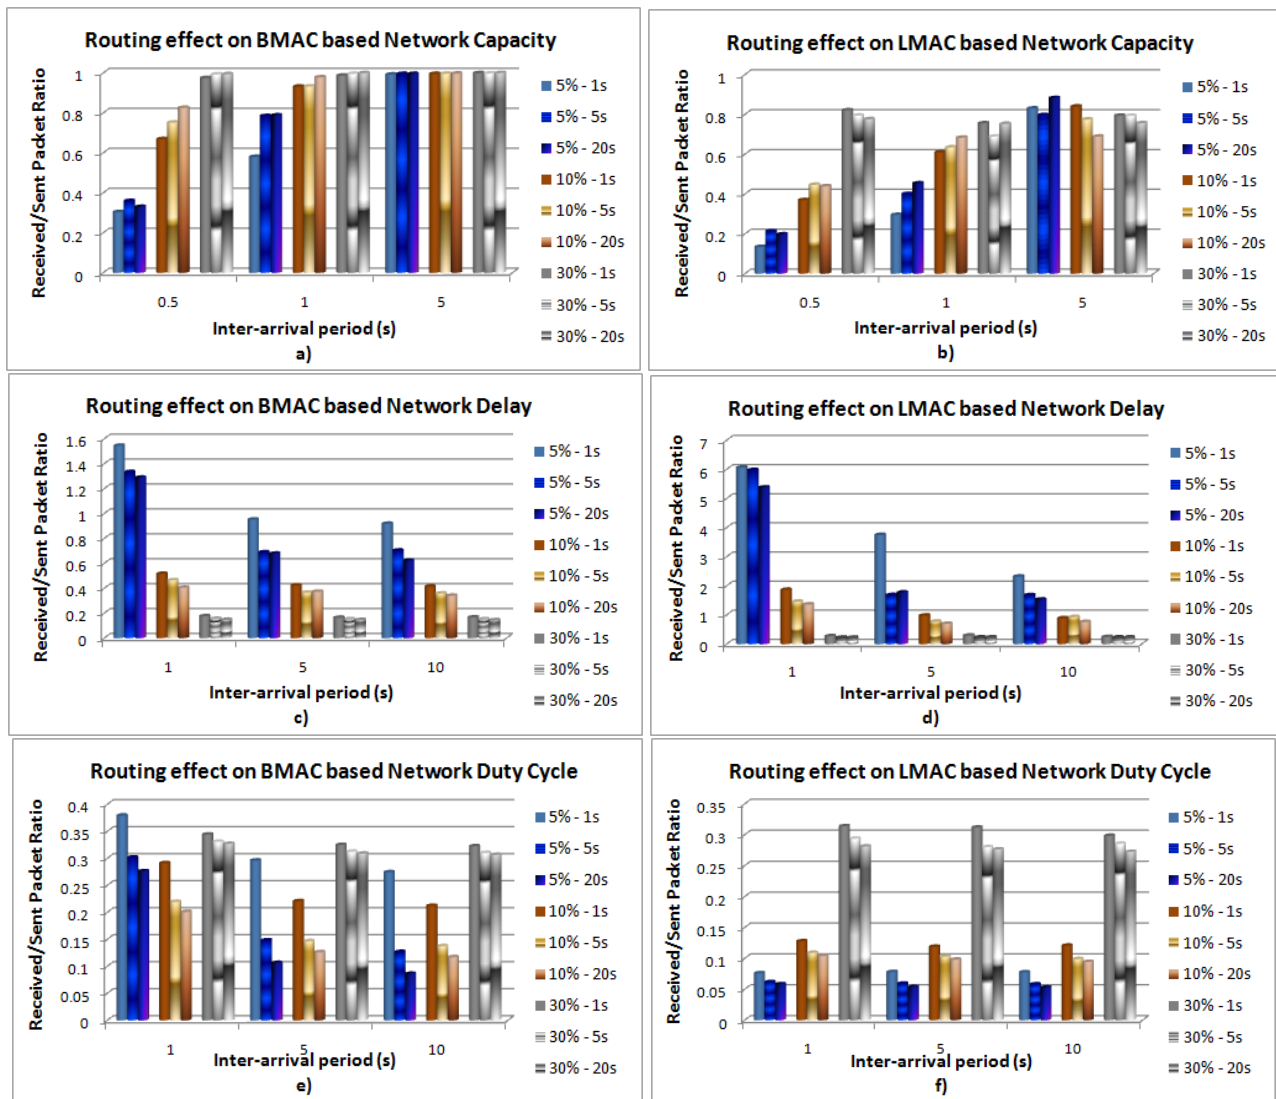 Routing effect on BMAC based Network Capacity
Received/Sent Packet Ratio
1
0.8
0.6
0.4
0.2
0
0.5
1
5
Inter-arrival period (s)
a)
5% - 1s
5% - 5s
5% - 20s
10% - 1s
10% - 5s
10% - 20s
30% - 1s
30% - 5s
30% - 20s
Routing effect on LMAC based Network Capacity
Received/Sent Packet Ratio
1
0.8
0.6
0.4
0.2
0
0.5
1
5
Inter-arrival period (s)
b)
5% - 1s
5% - 5s
5% - 20s
10% - 1s
10% - 5s
10% - 20s
30% - 1s
30% - 5s
30% - 20s
Routing effect on BMAC based Network Delay
Received/Sent Packet Ratio
1.6
1.4
1.2
1
0.8
0.6
0.4
0.2
0
1
5
10
Inter-arrival period (s)
c)
5% - 1s
5% - 5s
5% - 20s
10% - 1s
10% - 5s
10% - 20s
30% - 1s
30% - 5s
30% - 20s
Routing effect on LMAC based Network Delay
Received/Sent Packet Ratio
7
6
5
4
3
2
1
0
1
5
10
Inter-arrival period (s)
d)
5% - 1s
5% - 5s
5% - 20s
10% - 1s
10% - 5s
10% - 20s
30% - 1s
30% - 5s
30% - 20s
Routing effect on BMAC based Network Duty Cycle
Received/Sent Packet Ratio
0.4
0.35
0.3
0.25
0.2
0.15
0.1
0.05
0
1
5
10
Inter-arrival period (s)
e)
5% - 1s
5% - 5s
5% - 20s
10% - 1s
10% - 5s
10% - 20s
30% - 1s
30% - 5s
30% - 20s
Routing effect on LMAC based Network Duty Cycle
Received/Sent Packet Ratio
0.35
0.3
0.25
0.2
0.15
0.1
0.05
0
1
5
10
Inter-arrival period (s)
f)
5% - 1s
5% - 5s
5% - 20s
10% - 1s
10% - 5s
10% - 20s
30% - 1s
30% - 5s
30% - 20s